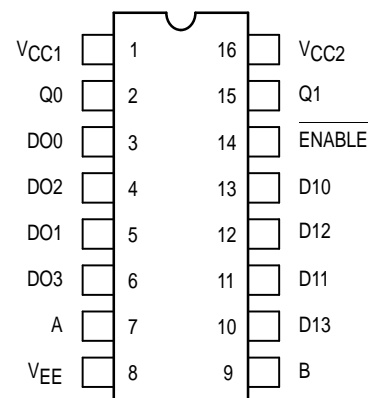 VCC1 1 16 VCC2
Q0 2 15 Q1
DO0 3 14 ENABLE
DO2 4 13 D10
DO1 5 12 D12
DO3 6 11 D11
A 7 10 D13
VEE 8 9 B